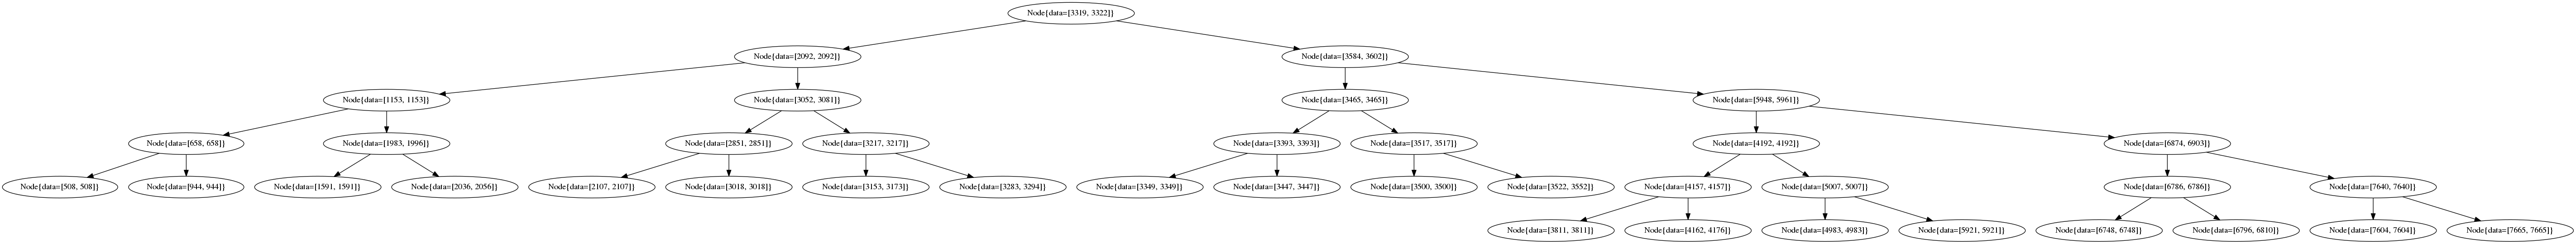 Node{data=[3319, 3322]}
Node{data=[2092, 2092]}
Node{data=[3584, 3602]}
Node{data=[1153, 1153]}
Node{data=[3052, 3081]}
Node{data=[3465, 3465]}
Node{data=[5948, 5961]}
Node{data=[658, 658]}
Node{data=[1983, 1996]}
Node{data=[2851, 2851]}
Node{data=[3217, 3217]}
Node{data=[3393, 3393]}
Node{data=[3517, 3517]}
Node{data=[4192, 4192]}
Node{data=[6874, 6903]}
Node{data=[508, 508]}
Node{data=[944, 944]}
Node{data=[1591, 1591]}
Node{data=[2036, 2056]}
Node{data=[2107, 2107]}
Node{data=[3018, 3018]}
Node{data=[3153, 3173]}
Node{data=[3283, 3294]}
Node{data=[3349, 3349]}
Node{data=[3447, 3447]}
Node{data=[3500, 3500]}
Node{data=[3522, 3552]}
Node{data=[4157, 4157]}
Node{data=[5007, 5007]}
Node{data=[6786, 6786]}
Node{data=[7640, 7640]}
Node{data=[3811, 3811]}
Node{data=[4162, 4176]}
Node{data=[4983, 4983]}
Node{data=[5921, 5921]}
Node{data=[6748, 6748]}
Node{data=[6796, 6810]}
Node{data=[7604, 7604]}
Node{data=[7665, 7665]}